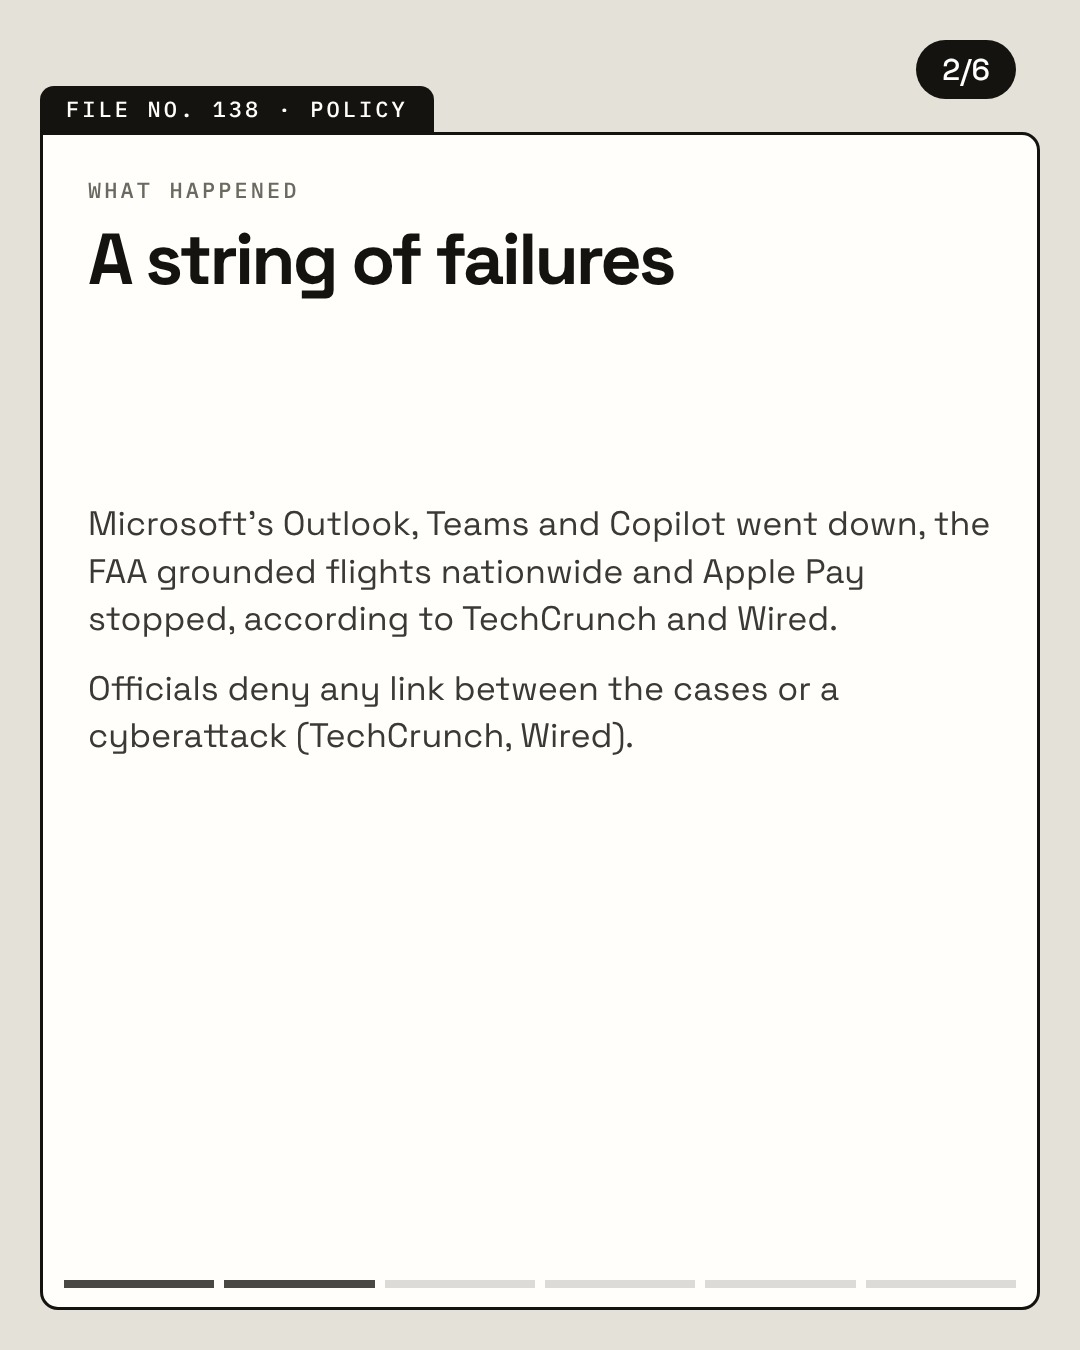 2/6
FILE NO. 138 · POLICY
WHAT HAPPENED
A string of failures
Microsoft’s Outlook, Teams and Copilot went down, the
FAA grounded flights nationwide and Apple Pay
stopped, according to TechCrunch and Wired.
Officials deny any link between the cases or a
cyberattack (TechCrunch, Wired).